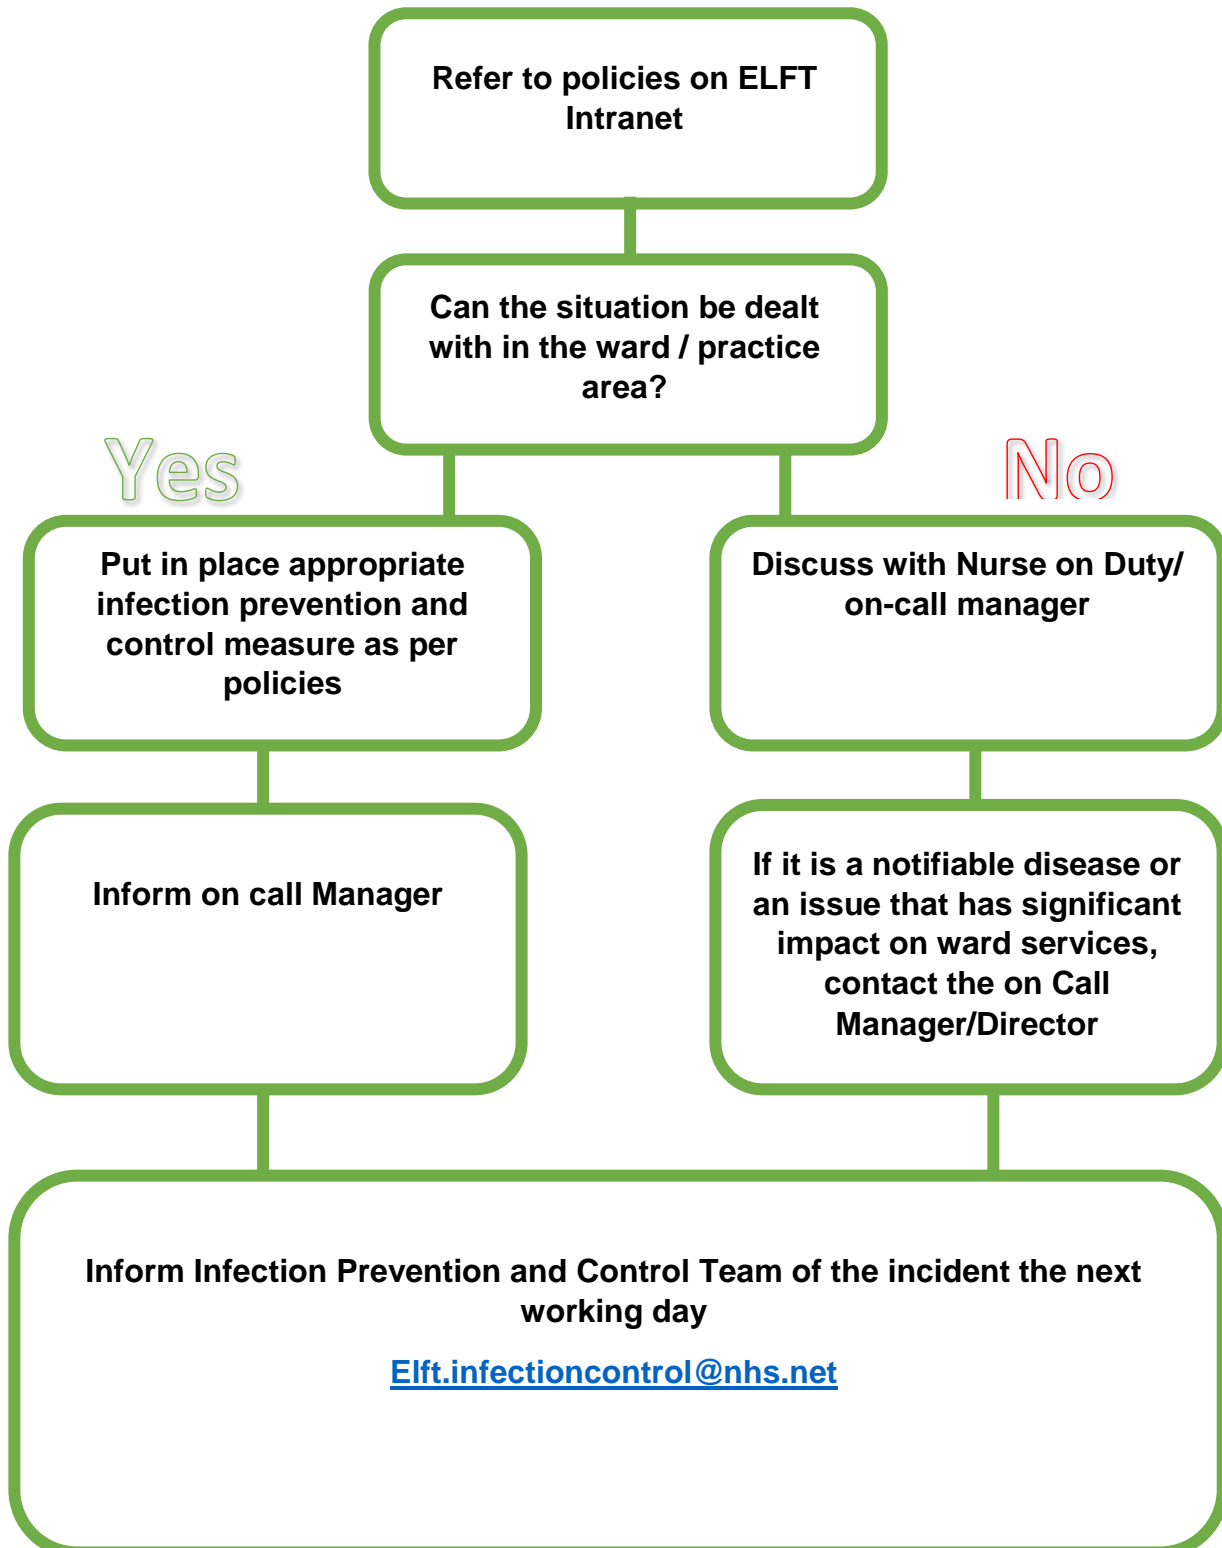 Refer to policies on ELFT
Intranet
Can the situation be dealt
with in the ward / practice
area?
Yes
No
Put in place appropriate
infection prevention and
control measure as per
policies
Discuss with Nurse on Duty/
on-call manager
Inform on call Manager
If it is a notifiable disease or
an issue that has significant
impact on ward services,
contact the on Call
Manager/Director
Inform Infection Prevention and Control Team of the incident the next
working day
Elft.infectioncontrol@nhs.net